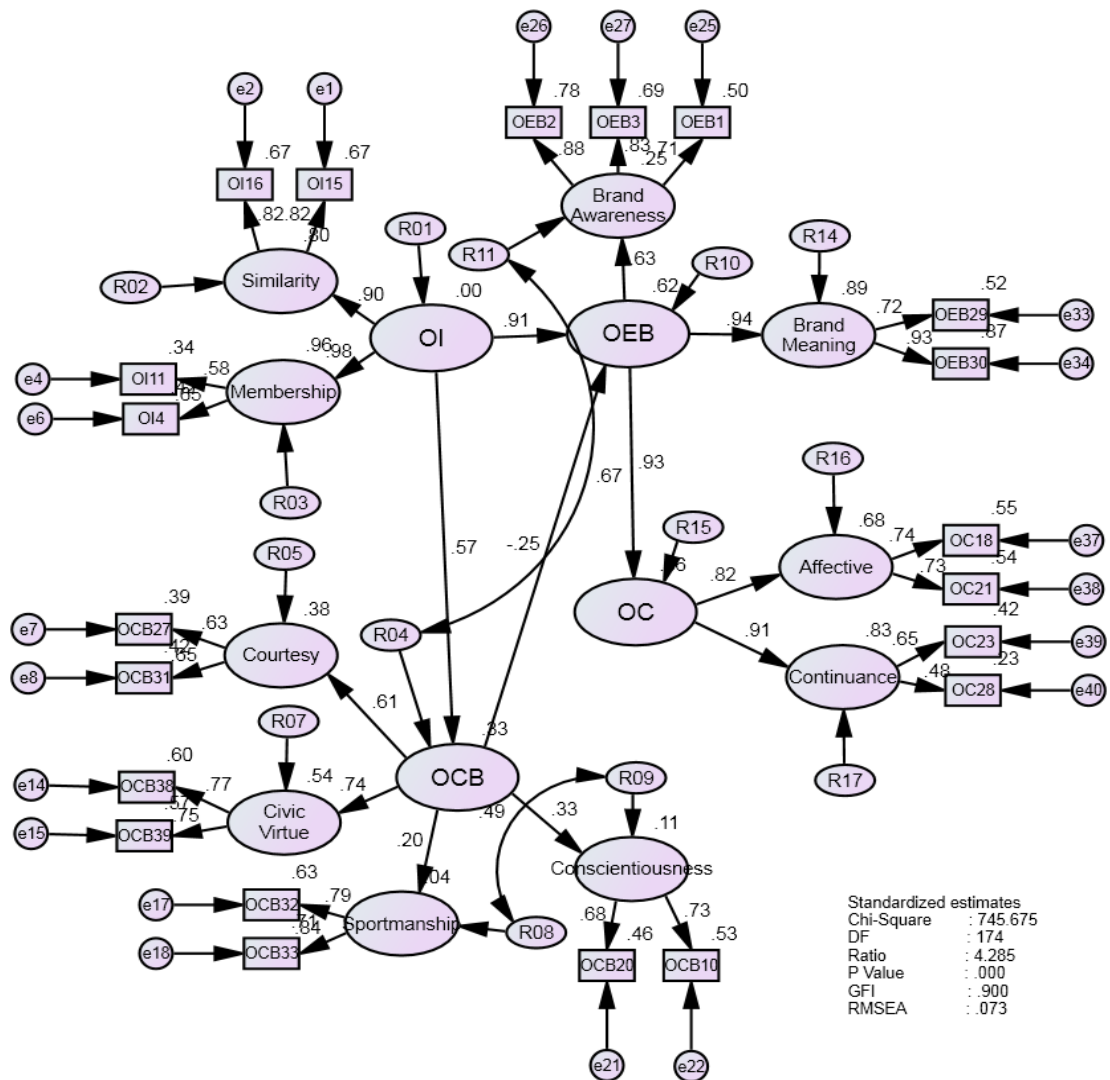 e26
e27
e25
e2
e1
.78
.69
.50
OEB2
OEB3
OEB1
.67
.67
.88
.83
.71
.25
OI16
OI15
Brand
Awareness
.82
.82
.80
R01
R11
R14
R02
Similarity
.00
.63
.62
R10
.89
.52
.90
.72
OEB29
e33
OI
.91
OEB
.94
Brand
Meaning
.93
.87
OEB30
e34
.34
.96
.98
e4
OI11
.58
Membership
e6
OI4
.65
R03
.67
.93
R16
.55
R05
.57
-.25
R15
.68
.74
OC18
e37
.39
.38
Affective
.73
.54
OC21
e38
e7
OCB27
.63
R04
OC
.82
.42
.42
.65
Courtesy
.91
.83
.65
OC23
e39
e8
OCB31
Continuance
.48
.23
OC28
e40
.61
R07
.33
.60
.54
OCB
R09
R17
e14
OCB38
.77
.74
.57
.75
Civic
Virtue
.49
.33
.11
e15
OCB39
.20
Conscientiousness
.63
.04
e17
OCB32
.79
.71
.84
Sportmanship
R08
.68
.73
e18
OCB33
.46
.53
OCB20
OCB10
e21
e22
Standardized estimates
Chi-Square : 745.675
DF : 174
Ratio : 4.285
P Value : .000
GFI : .900
RMSEA : .073